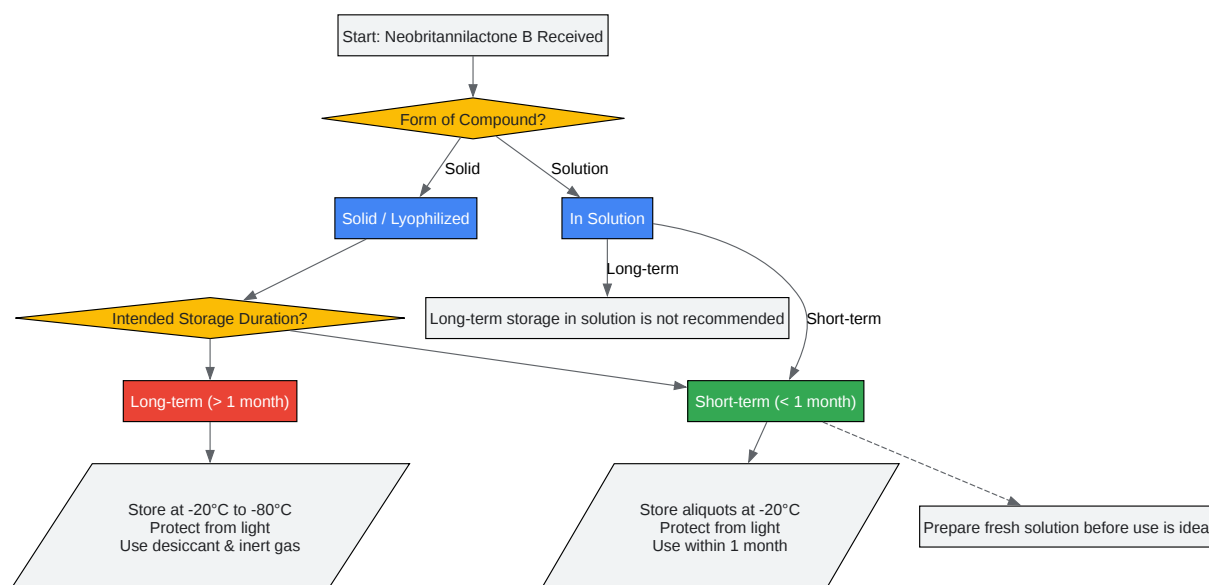 Start: Neobritannilactone B Received
Form of Compound?
Solid
Solution
Solid / Lyophilized
In Solution
Long-term
Intended Storage Duration?
Long-term storage in solution is not recommended
Short-term
Long-term (> 1 month)
Short-term (< 1 month)
Store at -20°C to -80°C
Protect from light
Use desiccant & inert gas
Store aliquots at -20°C
Protect from light
Use within 1 month
Prepare fresh solution before use is idea